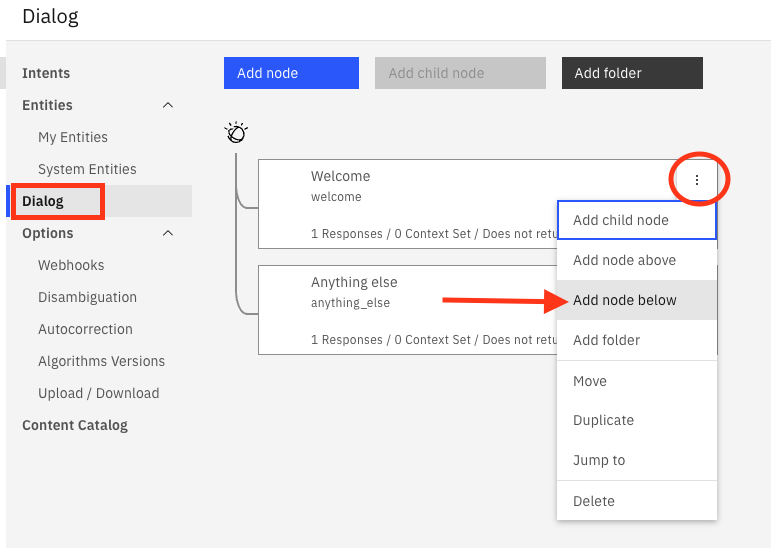 Dialog
Intents
Entities
My Entities
System Entities
Dialog
Options
Webhooks
Disambiguation
Autocorrection
Algorithms Versions
Upload / Download
Content Catalog
Add node
Add child node
Add folder
Welcome
welcome
1 Responses / 0 Context Set / Does not retu
Anything else
anything_else
1 Responses / 0 Context Set / Does not retu
Add child node
Add node above
Add node below
Add folder
Move
Duplicate
Jump to
Delete